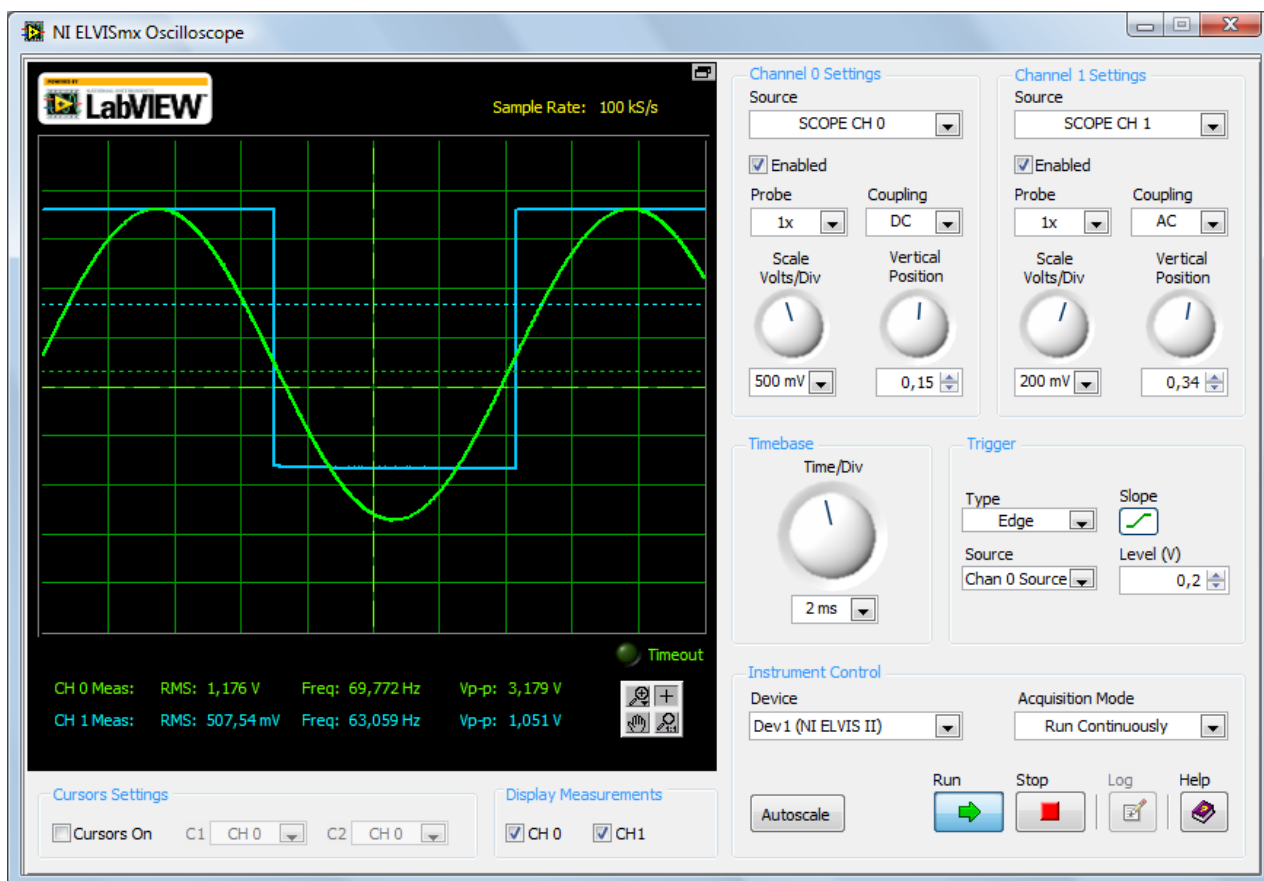 NI ELVISmx Oscilloscope
POWERED BY
NATIONAL INSTRUMENTS
LabVIEW™
Sample Rate: 100 kS/s
Timeout
CH 0 Meas: RMS: 1,176 V Freq: 69,772 Hz Vp-p: 3,179 V
CH 1 Meas: RMS: 507,54 mV Freq: 63,059 Hz Vp-p: 1,051 V
Cursors Settings
Cursors On C1 CH 0 C2 CH 0
Display Measurements
CH 0 CH1
Channel 0 Settings
Source
SCOPE CH 0
Enabled
Probe Coupling
1x DC
Scale Vertical
Volts/Div Position
500 mV 0,15
Channel 1 Settings
Source
SCOPE CH 1
Enabled
Probe Coupling
1x AC
Scale Vertical
Volts/Div Position
200 mV 0,34
Timebase
Time/Div
2 ms
Trigger
Type Slope
Edge
Source Level (V)
Chan 0 Source 0,2
Instrument Control
Device Acquisition Mode
Dev1 (NI ELVIS II) Run Continuously
Run Stop Log Help
Autoscale